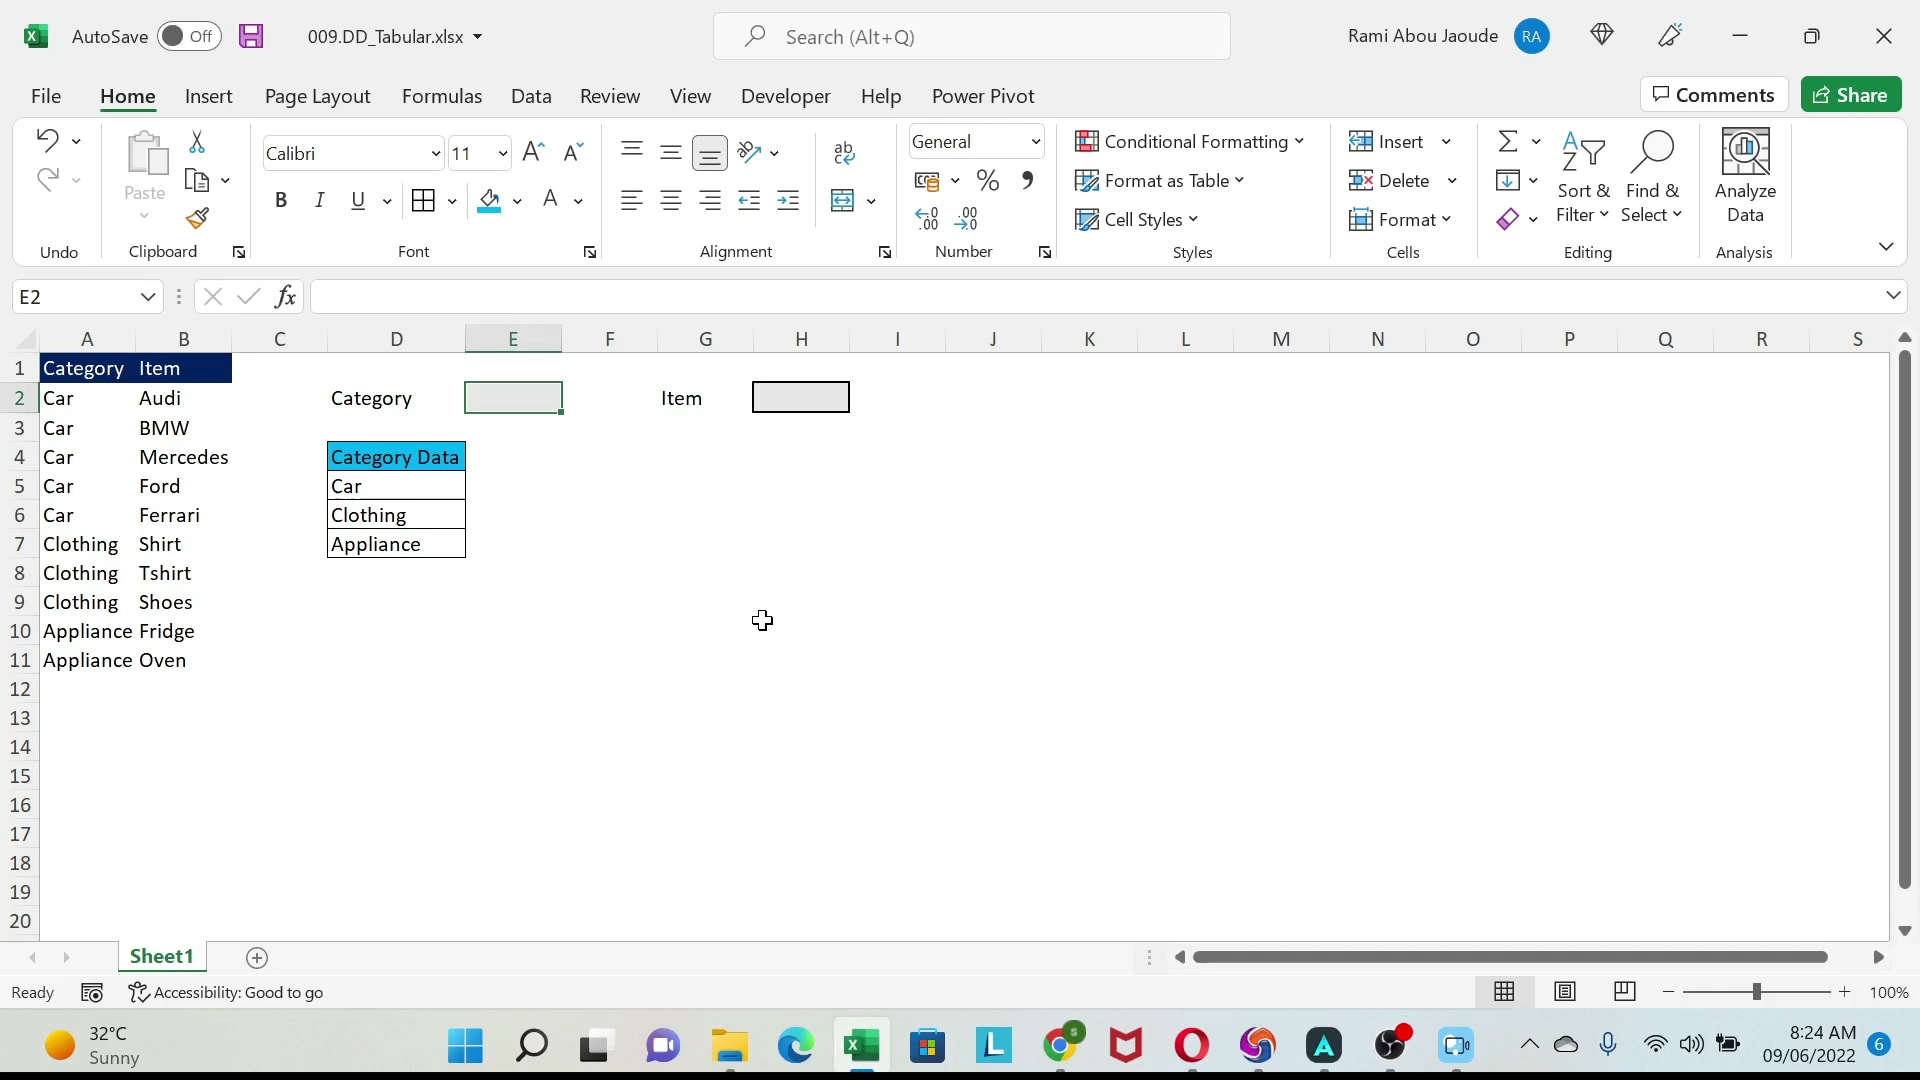 AutoSave Off 009.DD_Tabular.xlsx Search (Alt+Q) Rami Abou Jaoude RA
File Home Insert Page Layout Formulas Data Review View Developer Help Power Pivot Comments Share
Paste
Calibri 11
B I U A
ab
General
% 9
Conditional Formatting
Format as Table
Cell Styles
Insert
Delete
Format
Sort & Filter
Find & Select
Analyze Data
Undo Clipboard Font Alignment Number Styles Cells Editing Analysis
E2 fx
A B C D E F G H I J K L M N O P Q R S
1 Category Item
2 Car Audi Category Item
3 Car BMW
4 Car Mercedes Category Data
5 Car Ford Car
6 Car Ferrari Clothing
7 Clothing Shirt Appliance
8 Clothing Tshirt
9 Clothing Shoes
10 Appliance Fridge
11 Appliance Oven
12
13
14
15
16
17
18
19
20
Sheet1
Ready Accessibility: Good to go 100%
32°C
Sunny
8:24 AM
09/06/2022
6